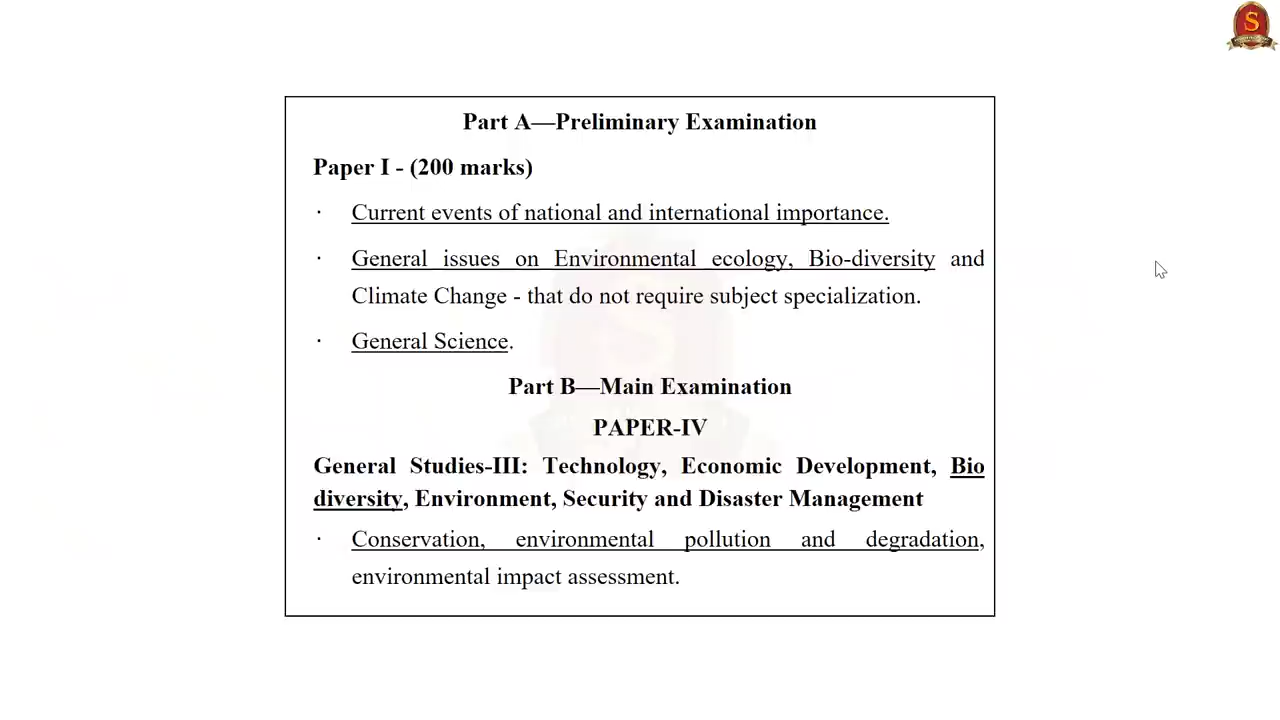 S
Part A—Preliminary Examination
Paper I - (200 marks)
· Current events of national and international importance.
· General issues on Environmental ecology, Bio-diversity and
Climate Change - that do not require subject specialization.
· General Science.
Part B—Main Examination
PAPER-IV
General Studies-III: Technology, Economic Development, Bio
diversity, Environment, Security and Disaster Management
· Conservation, environmental pollution and degradation,
environmental impact assessment.